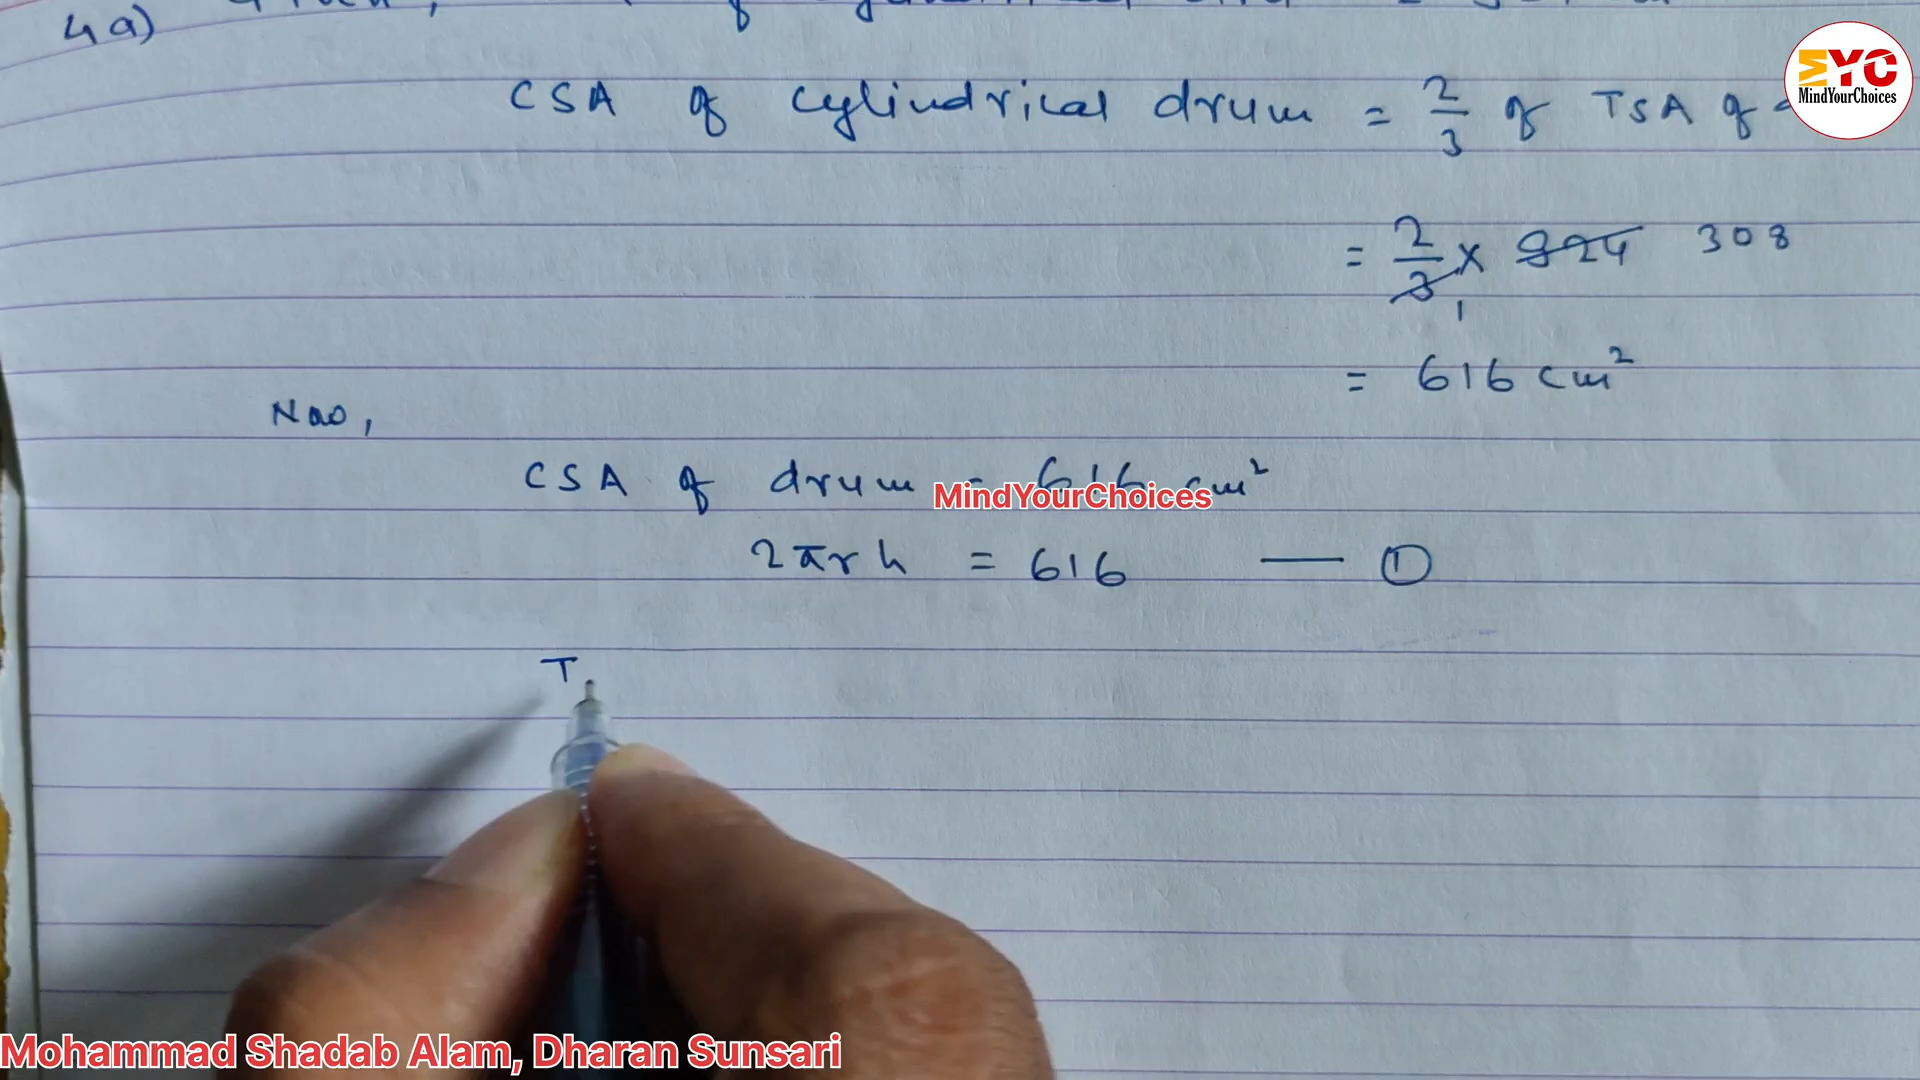 4a)
CSA of cylindrical drum = 2/3 of TSA of
= 2/3 x 924 308
1
= 616 cm²
Now,
CSA of drum = 616 cm²
2πrh = 616 — ①
T
MYC
MindYourChoices
MindYourChoices
Mohammad Shadab Alam, Dharan Sunsari